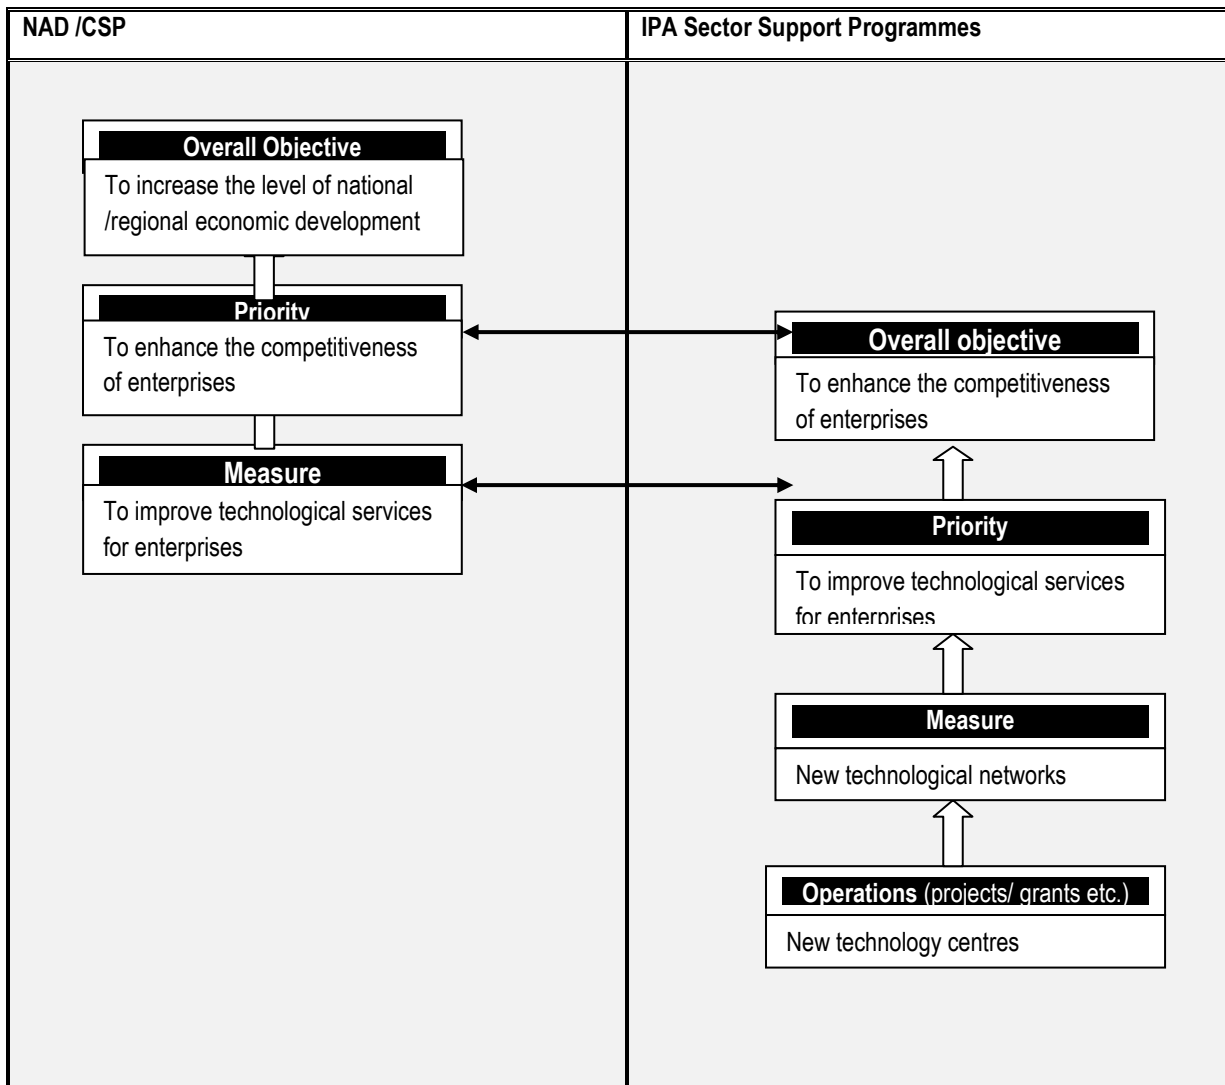 NAD /CSP
IPA Sector Support Programmes
Overall Objective
To increase the level of national
/regional economic development
Priority
To enhance the competitiveness
of enterprises
Measure
To improve technological services
for enterprises
Overall objective
To enhance the competitiveness
of enterprises
Priority
To improve technological services
for enterprises
Measure
New technological networks
Operations (projects/ grants etc.)
New technology centres